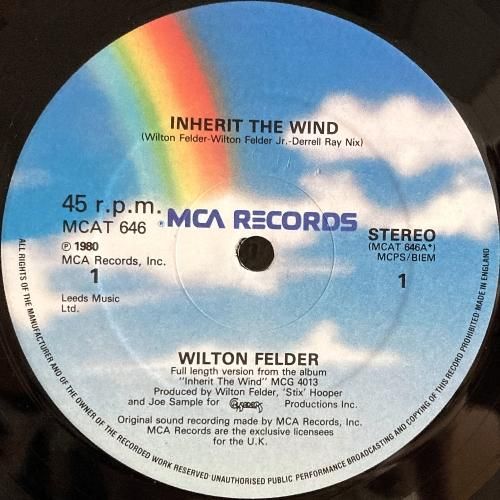 INHERIT THE WIND
(Wilton Felder-Wilton Felder Jr.-Derrell Ray Nix)
45 r.p.m.
MCAT 646
MCA RECORDS
STEREO
(MCAT 646A*)
MCPS/BIEM
℗ 1980
MCA Records, Inc.
1
1
Leeds Music
Ltd.
WILTON FELDER
Full length version from the album
"Inherit The Wind" MCG 4013
Produced by Wilton Felder, 'Stix' Hooper
and Joe Sample for Crusaders Productions Inc.
Original sound recording made by MCA Records, Inc.
MCA Records are the exclusive licensees
for the U.K.
ALL RIGHTS OF THE MANUFACTURER AND OF THE OWNER OF THE RECORDED WORK RESERVED UNAUTHORISED PUBLIC PERFORMANCE BROADCASTING AND COPYING OF THIS RECORD PROHIBITED MADE IN ENGLAND